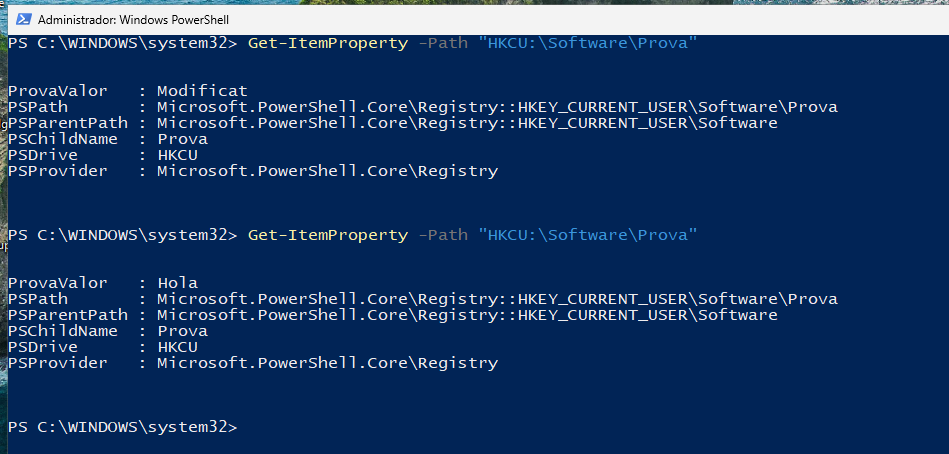 Administrador: Windows PowerShell
PS C:\WINDOWS\system32> Get-ItemProperty -Path "HKCU:\Software\Prova"
ProvaValor   : Modificat
PSPath       : Microsoft.PowerShell.Core\Registry::HKEY_CURRENT_USER\Software\Prova
PSParentPath : Microsoft.PowerShell.Core\Registry::HKEY_CURRENT_USER\Software
PSChildName  : Prova
PSDrive      : HKCU
PSProvider   : Microsoft.PowerShell.Core\Registry
PS C:\WINDOWS\system32> Get-ItemProperty -Path "HKCU:\Software\Prova"
ProvaValor   : Hola
PSPath       : Microsoft.PowerShell.Core\Registry::HKEY_CURRENT_USER\Software\Prova
PSParentPath : Microsoft.PowerShell.Core\Registry::HKEY_CURRENT_USER\Software
PSChildName  : Prova
PSDrive      : HKCU
PSProvider   : Microsoft.PowerShell.Core\Registry
PS C:\WINDOWS\system32>